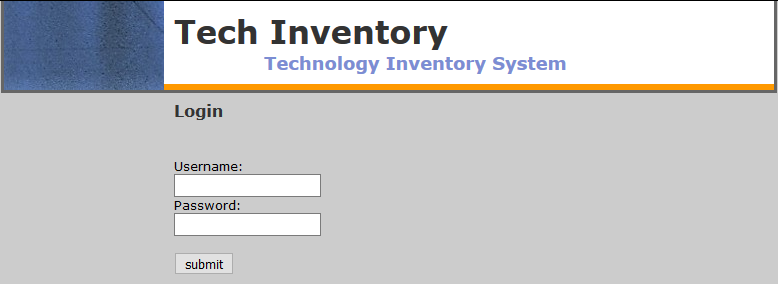 Tech Inventory
Technology Inventory System
Login
Username:
Password:
submit